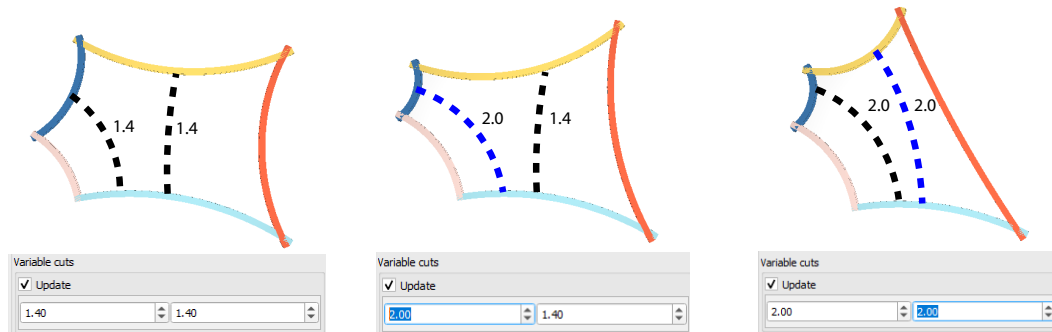 1.4 1.4
Variable cuts
Update
1.40 1.40
2.0 1.4
Variable cuts
Update
2.00 1.40
2.0 2.0
Variable cuts
Update
2.00 2.00